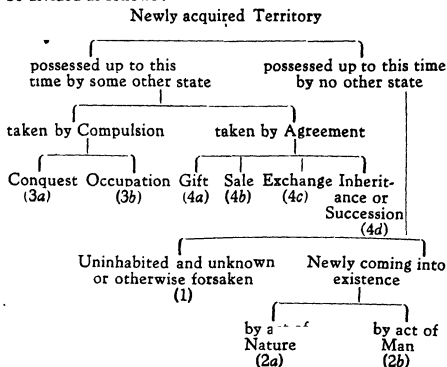 Newly acquired Territory
possessed up to this possessed up to this time
time by some other state by no other state
taken by Compulsion taken by Agreement
Conquest Occupation Gift Sale Exchange Inherit-
(3a) (3b) (4a) (4b) (4c) ance or
Succession
(4d)
Uninhabited and unknown Newly coming into
or otherwise forsaken existence
(1)
by of by act of
Nature Man
(2a) (2b)